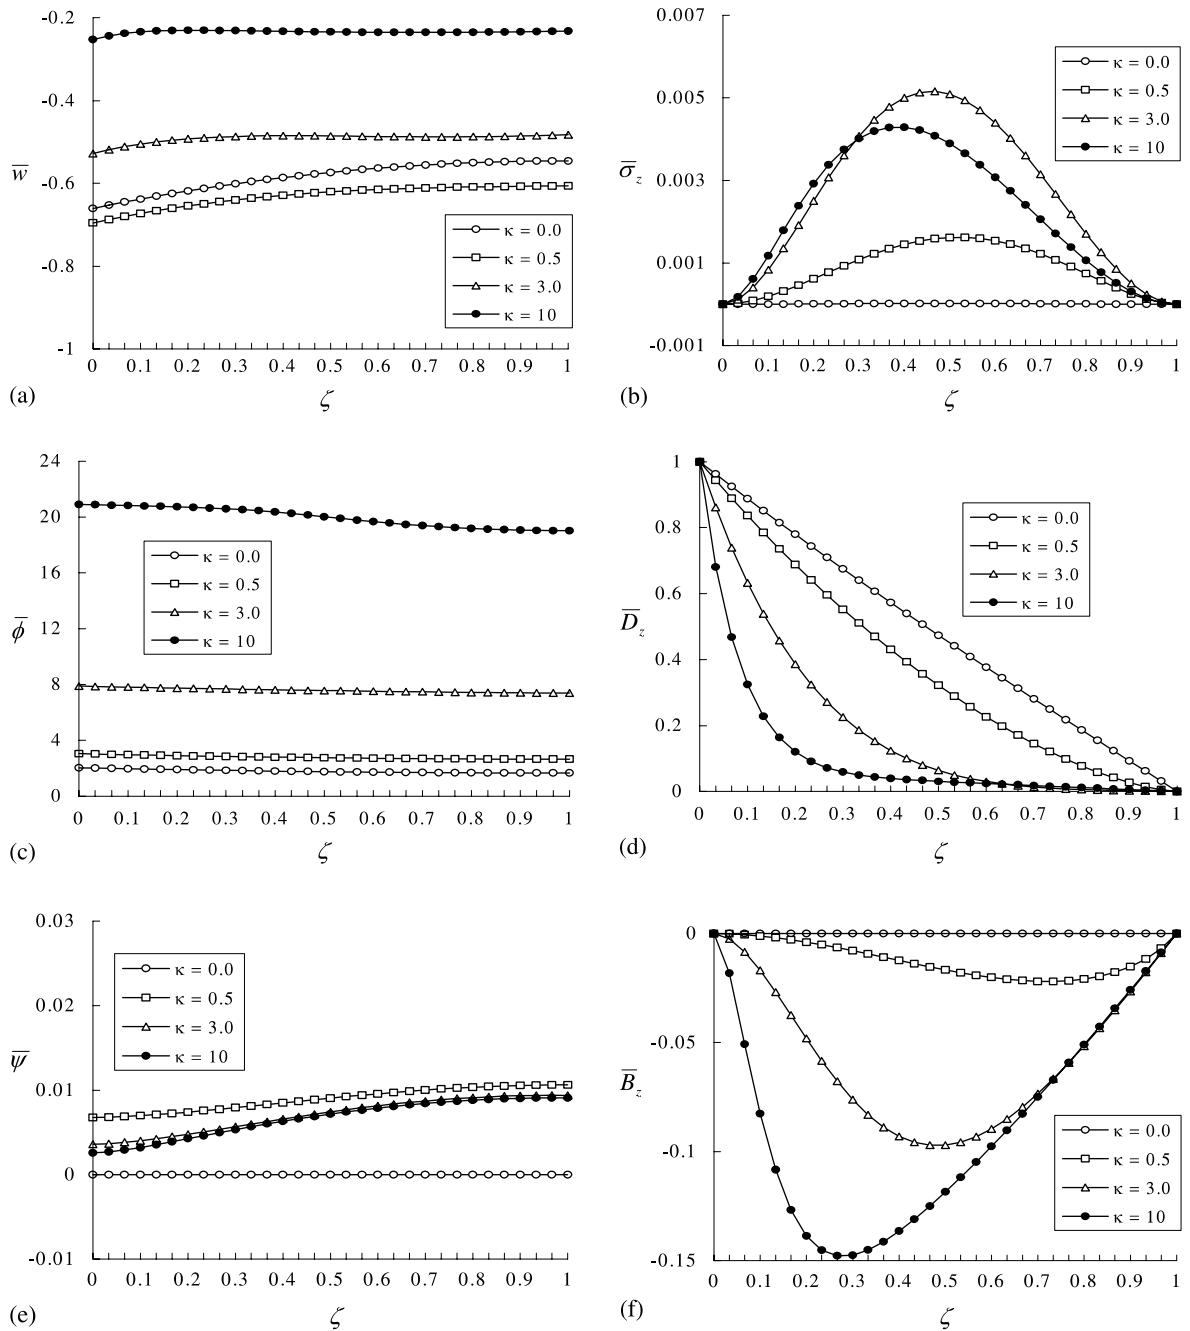 -0.2
-0.4
-0.6
-0.8
-1
w̅
κ = 0.0
κ = 0.5
κ = 3.0
κ = 10
0 0.1 0.2 0.3 0.4 0.5 0.6 0.7 0.8 0.9 1
(a)
ζ
0.007
0.005
0.003
0.001
-0.001
σ̅z
κ = 0.0
κ = 0.5
κ = 3.0
κ = 10
0 0.1 0.2 0.3 0.4 0.5 0.6 0.7 0.8 0.9 1
(b)
ζ
24
20
16
12
8
4
0
ϕ̅
κ = 0.0
κ = 0.5
κ = 3.0
κ = 10
0 0.1 0.2 0.3 0.4 0.5 0.6 0.7 0.8 0.9 1
(c)
ζ
1
0.8
0.6
0.4
0.2
0
D̅z
κ = 0.0
κ = 0.5
κ = 3.0
κ = 10
0 0.1 0.2 0.3 0.4 0.5 0.6 0.7 0.8 0.9 1
(d)
ζ
0.03
0.02
0.01
0
-0.01
ψ̅
κ = 0.0
κ = 0.5
κ = 3.0
κ = 10
0 0.1 0.2 0.3 0.4 0.5 0.6 0.7 0.8 0.9 1
(e)
ζ
0
-0.05
-0.1
-0.15
B̅z
κ = 0.0
κ = 0.5
κ = 3.0
κ = 10
0 0.1 0.2 0.3 0.4 0.5 0.6 0.7 0.8 0.9 1
(f)
ζ